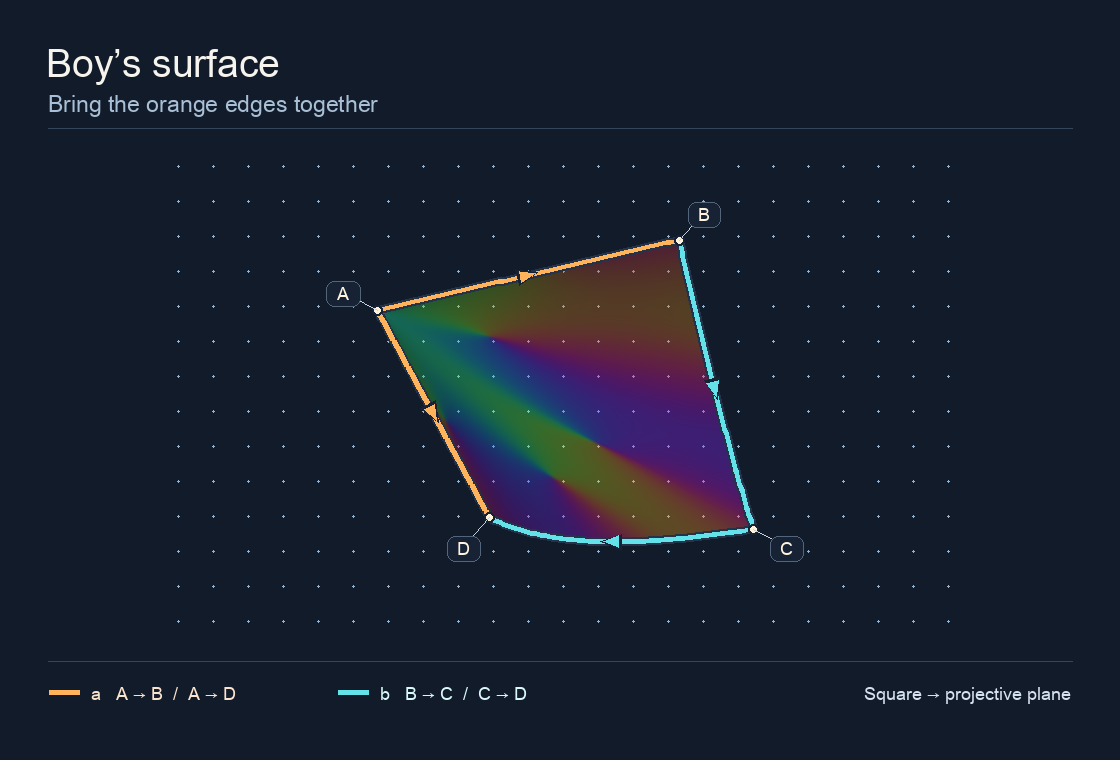 Boy’s surface
Bring the orange edges together
B
A
D
C
a A→B / A→D
b B→C / C→D
Square→projective plane